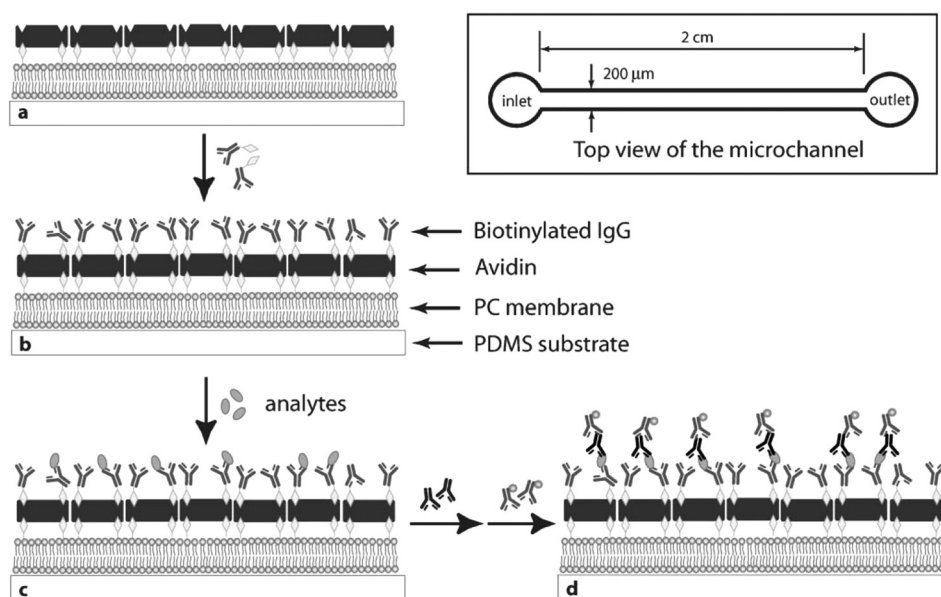 a
2 cm
200 μm
inlet
outlet
Top view of the microchannel
Biotinylated IgG
Avidin
PC membrane
PDMS substrate
b
analytes
c
d